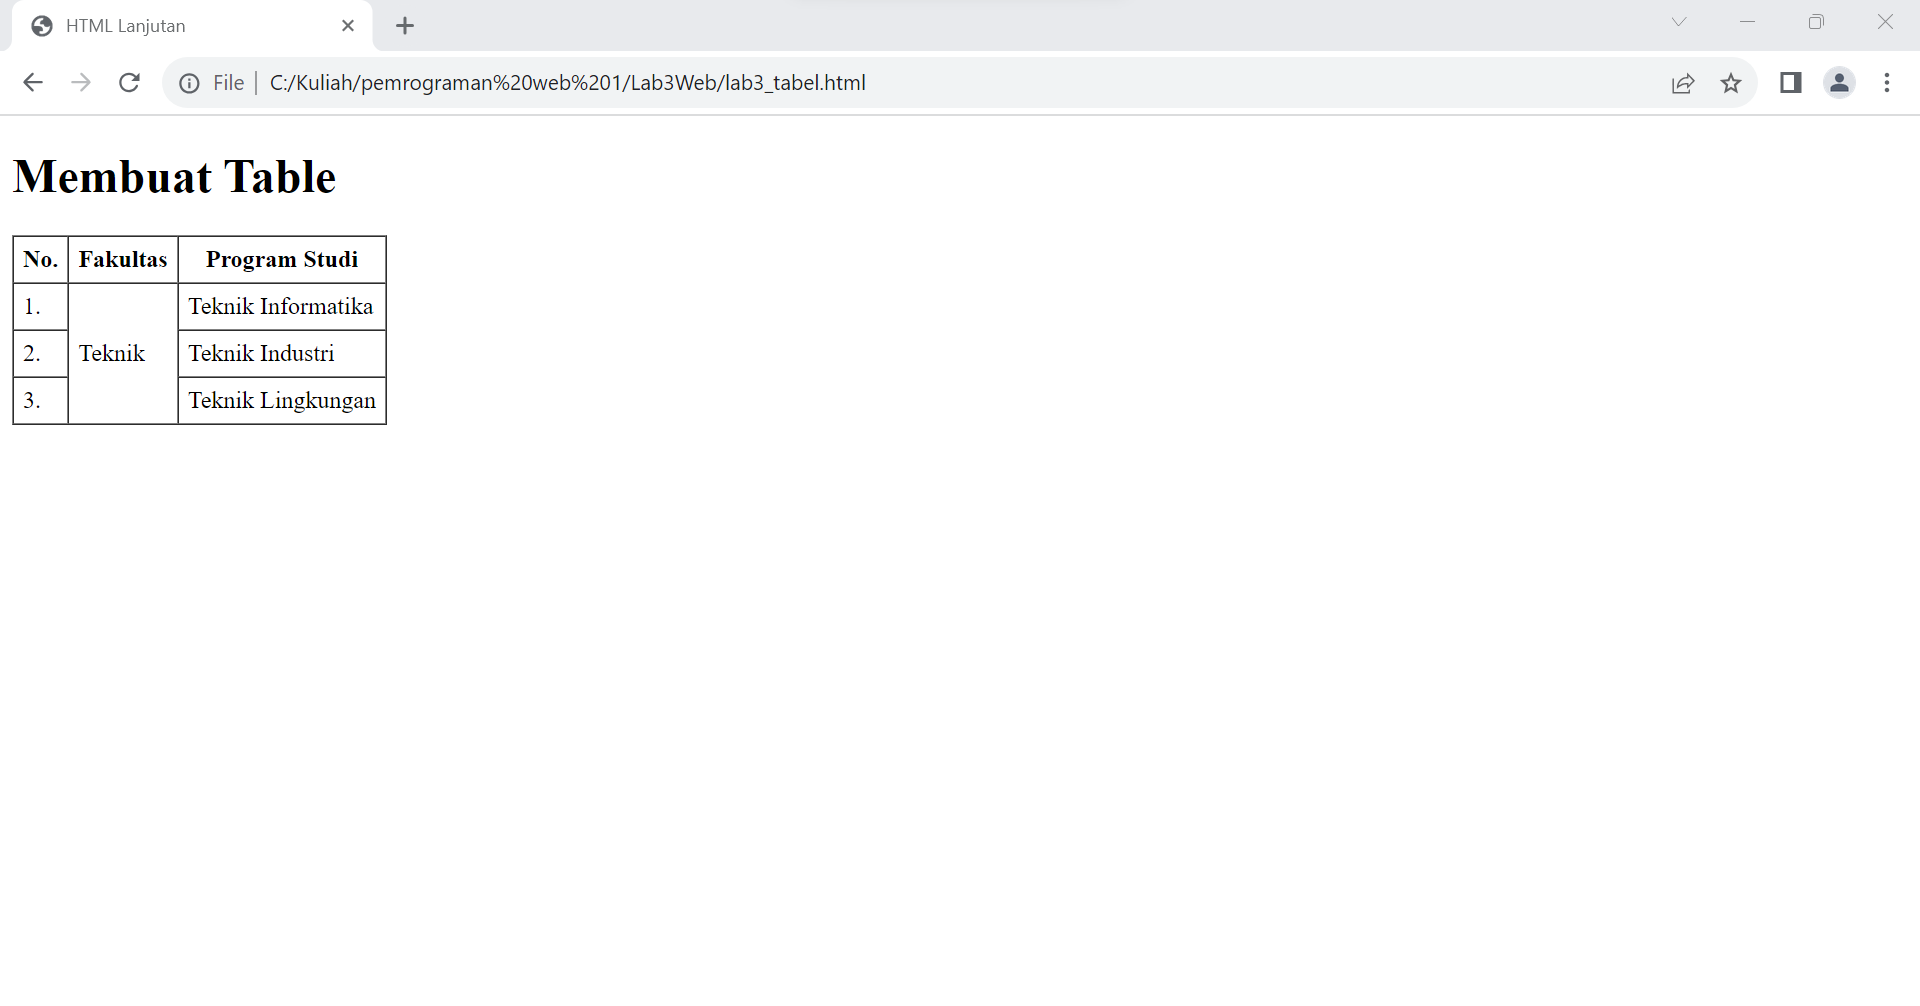 HTML Lanjutan
File C:/Kuliah/pemrograman%20web%201/Lab3Web/lab3_tabel.html
Membuat Table
No. Fakultas Program Studi
1. Teknik Informatika
2. Teknik Teknik Industri
3. Teknik Lingkungan